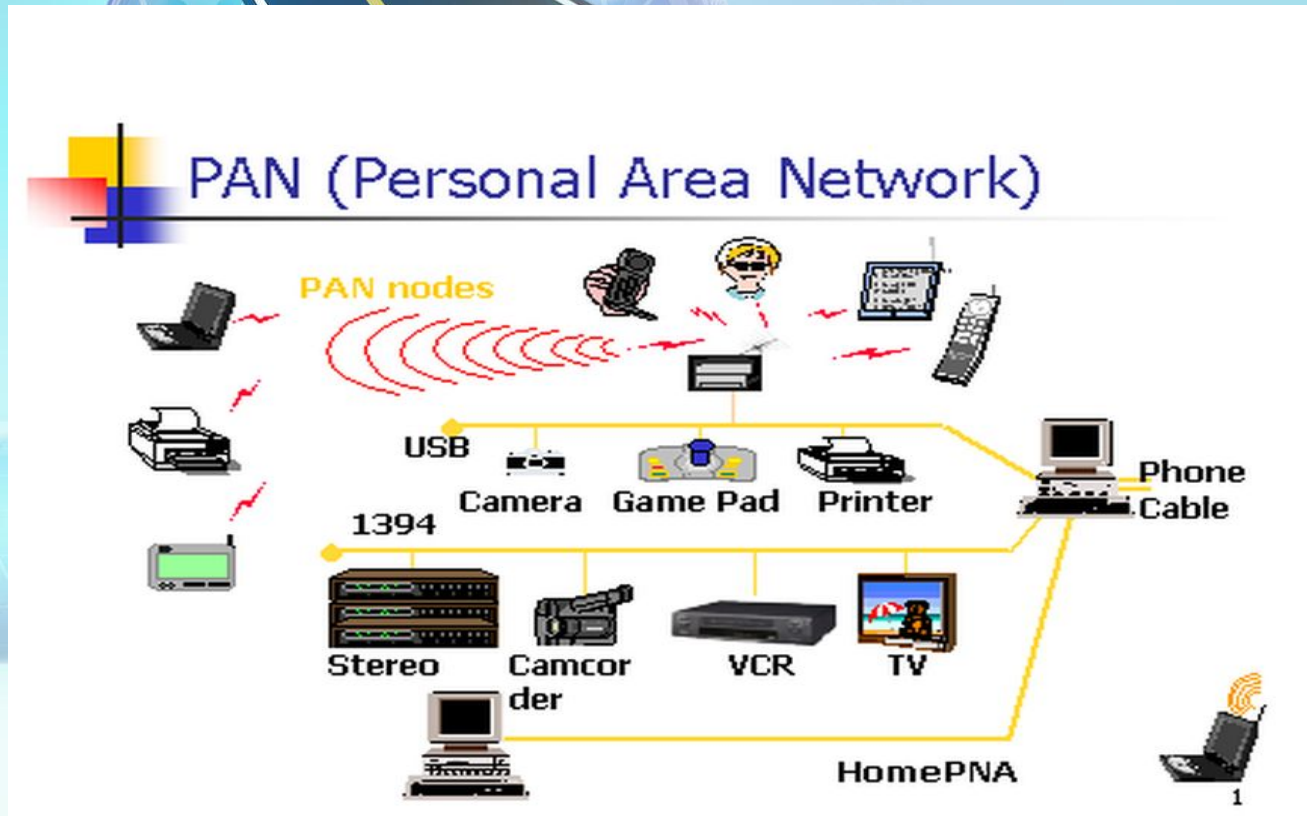 PAN (Personal Area Network)
PAN nodes
USB
Camera
Game Pad
Printer
Phone
Cable
1394
Stereo
Camcor
der
VCR
TV
HomePNA
1